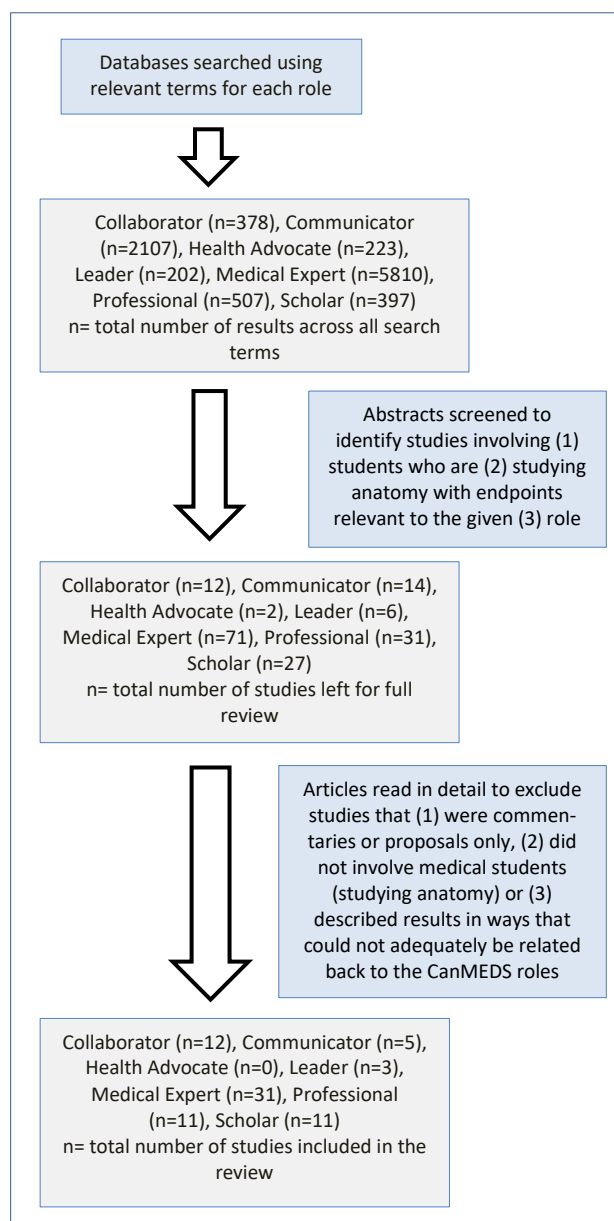 Databases searched using
relevant terms for each role
Collaborator (n=378), Communicator
(n=2107), Health Advocate (n=223),
Leader (n=202), Medical Expert (n=5810),
Professional (n=507), Scholar (n=397)
n= total number of results across all search
terms
Abstracts screened to
identify studies involving (1)
students who are (2) studying
anatomy with endpoints
relevant to the given (3) role
Collaborator (n=12), Communicator (n=14),
Health Advocate (n=2), Leader (n=6),
Medical Expert (n=71), Professional (n=31),
Scholar (n=27)
n= total number of studies left for full
review
Articles read in detail to exclude
studies that (1) were commen-
taries or proposals only, (2) did
not involve medical students
(studying anatomy) or (3)
described results in ways that
could not adequately be related
back to the CanMEDS roles
Collaborator (n=12), Communicator (n=5),
Health Advocate (n=0), Leader (n=3),
Medical Expert (n=31), Professional
(n=11), Scholar (n=11)
n= total number of studies included in the
review